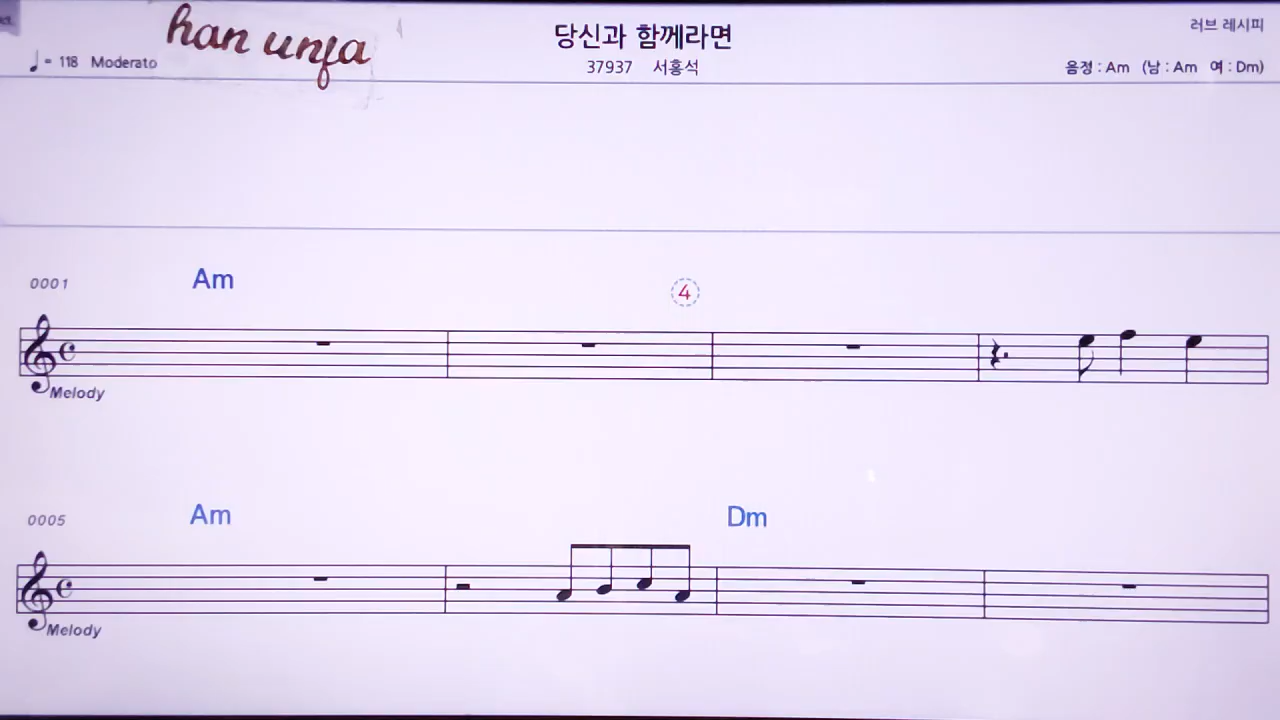 han unfa
당신과 함께라면
러브 레시피
♩= 118 Moderato
37937 서홍석
음정 : Am (남 : Am 여 : Dm)
0001 Am
4
Melody
0005 Am Dm
Melody